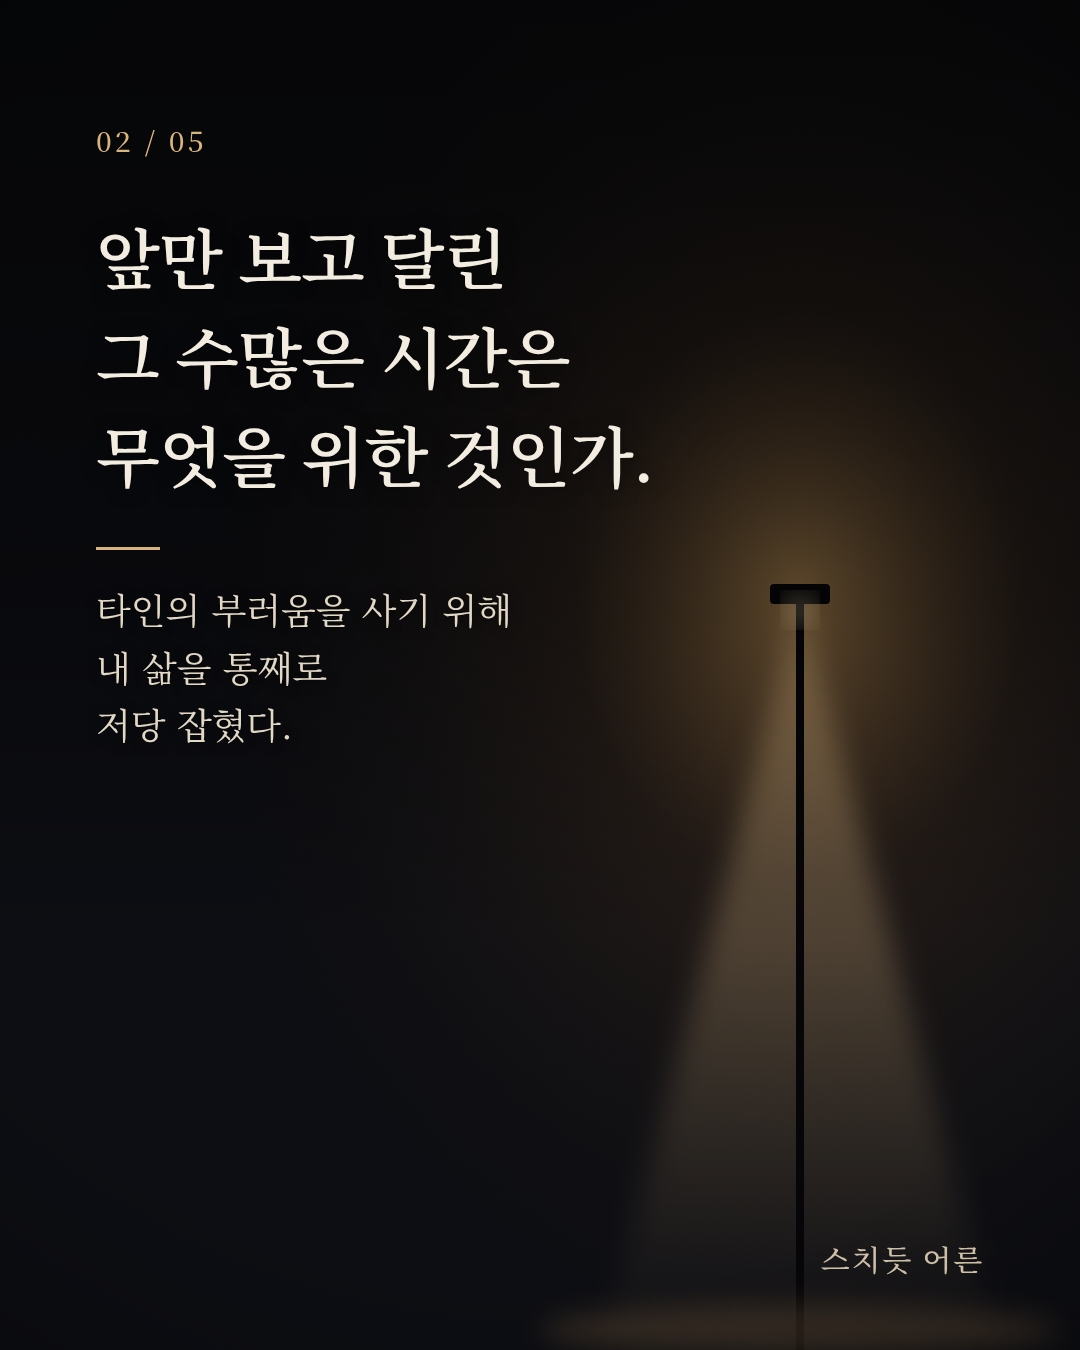 02 / 05
앞만 보고 달린
그 수많은 시간은
무엇을 위한 것인가.
타인의 부러움을 사기 위해
내 삶을 통째로
저당 잡혔다.
스치듯 어른